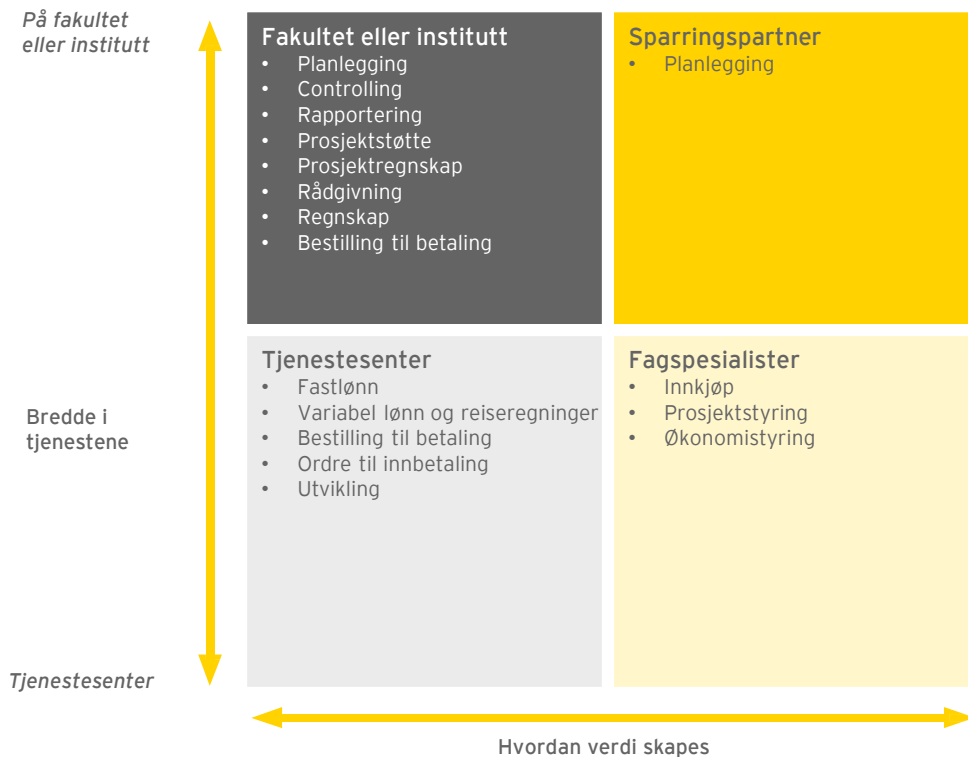 På fakultet
eller institutt
Fakultet eller institutt
• Planlegging
• Controlling
• Rapportering
• Prosjektstøtte
• Prosjektregnskap
• Rådgivning
• Regnskap
• Bestilling til betaling
Sparringspartner
• Planlegging
Bredde i
tjenestene
Tjenestesenter
• Fastlønn
• Variabel lønn og reiseregninger
• Bestilling til betaling
• Ordre til innbetaling
• Utvikling
Fagspesialister
• Innkjøp
• Prosjektstyring
• Økonomistyring
Tjenestesenter
Hvordan verdi skapes